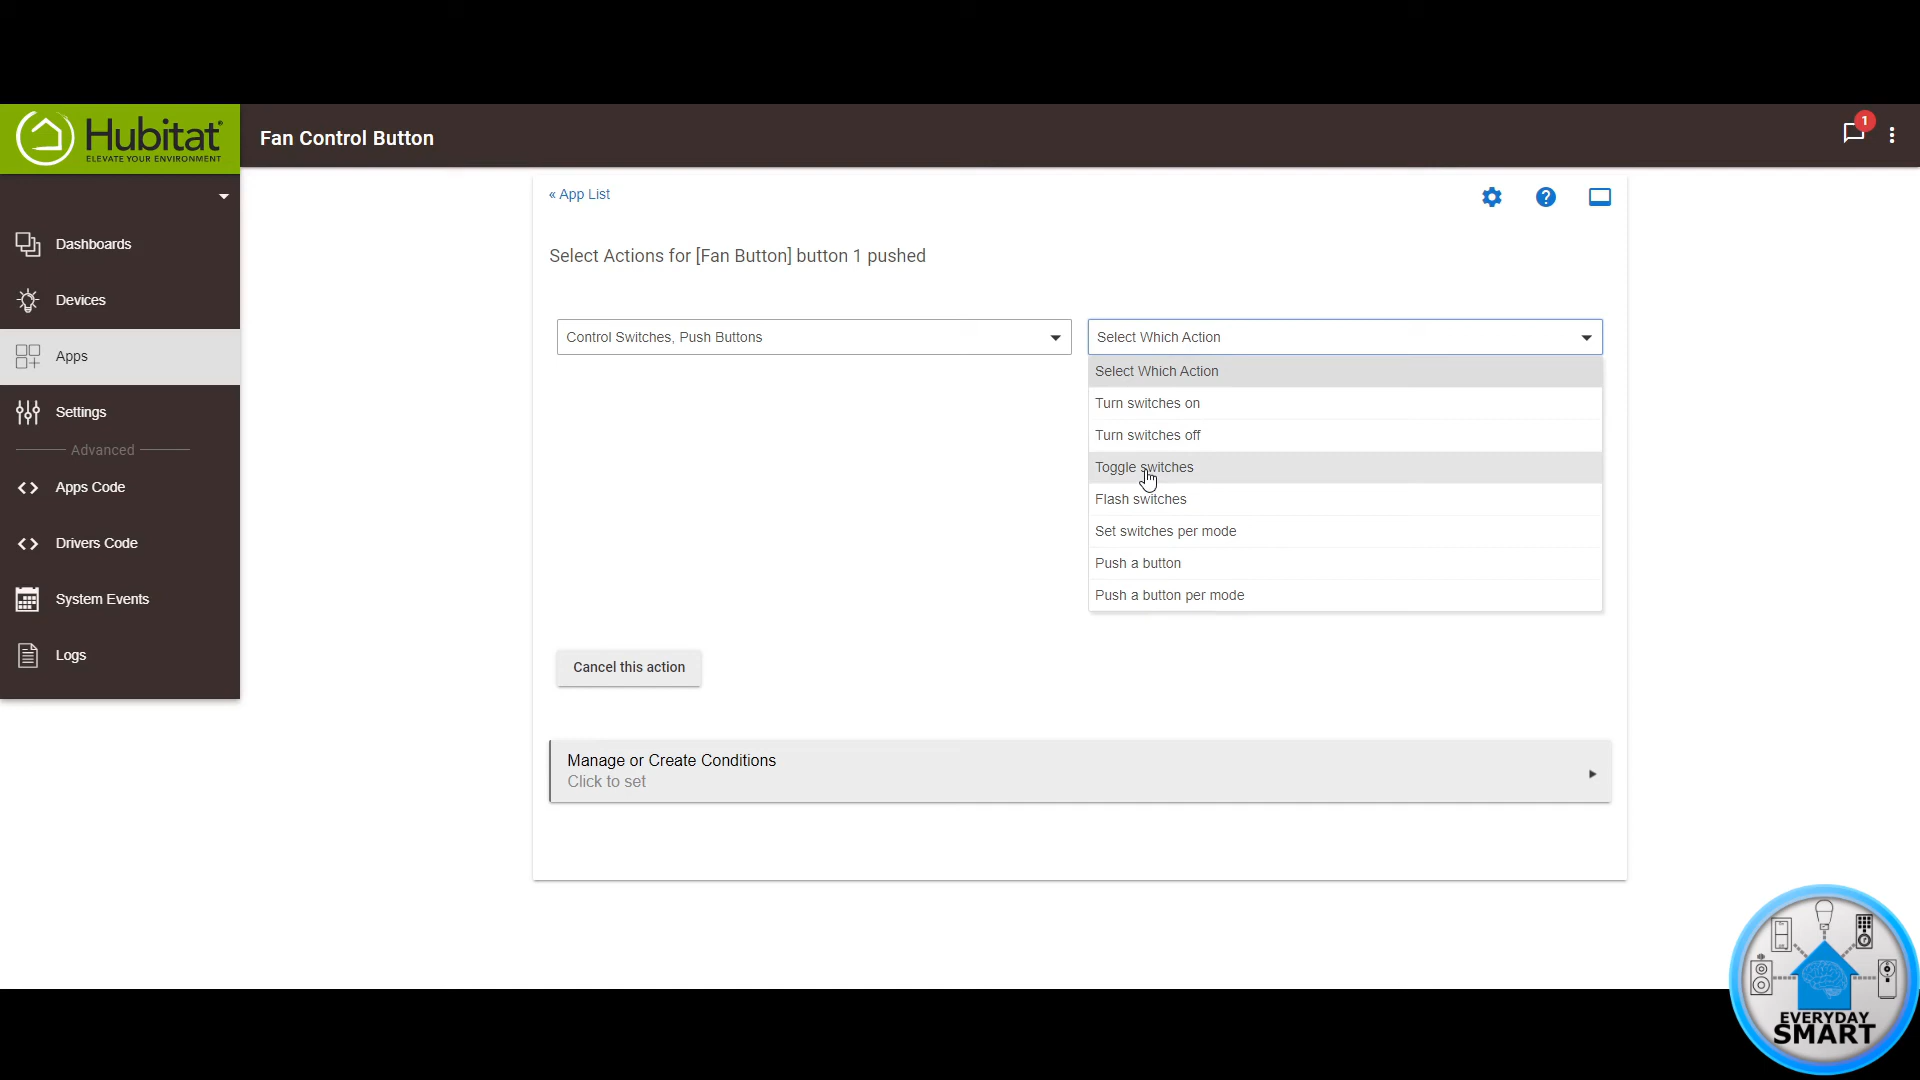 Hubitat
ELEVATE YOUR ENVIRONMENT
Fan Control Button
1
« App List
Select Actions for [Fan Button] button 1 pushed
Dashboards
Devices
Apps
Settings
Advanced
Apps Code
Drivers Code
System Events
Logs
Control Switches, Push Buttons
Select Which Action
Select Which Action
Turn switches on
Turn switches off
Toggle switches
Flash switches
Set switches per mode
Push a button
Push a button per mode
Cancel this action
Manage or Create Conditions
Click to set
EVERYDAY
SMART